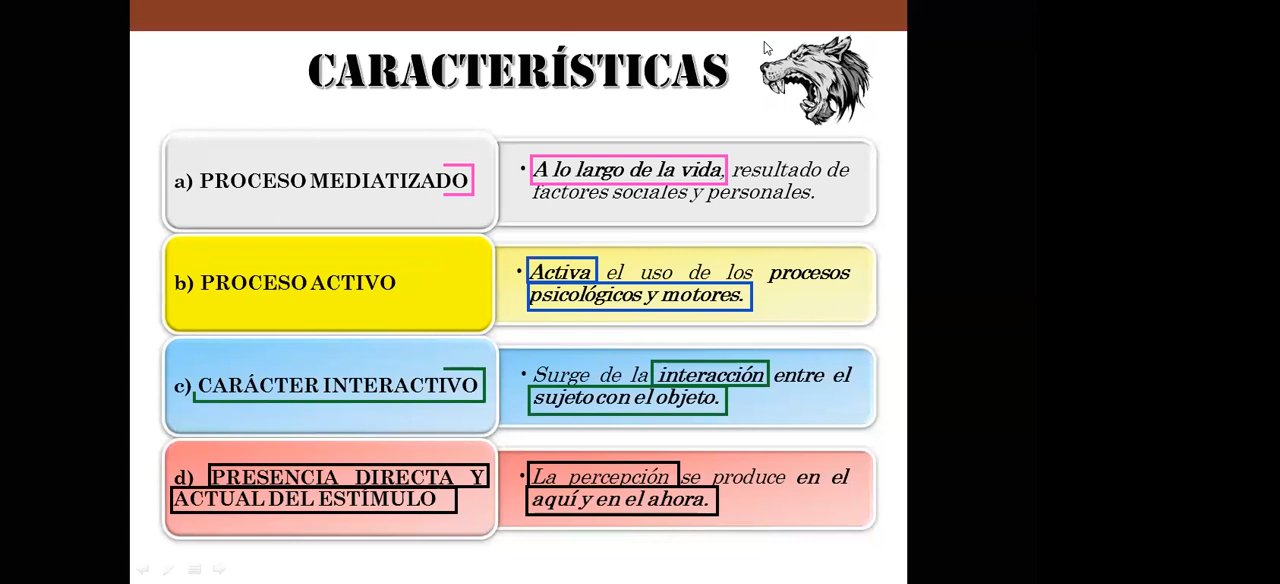 CARACTERÍSTICAS
a) PROCESO MEDIATIZADO
• A lo largo de la vida, resultado de
factores sociales y personales.
b) PROCESO ACTIVO
• Activa el uso de los procesos
psicológicos y motores.
c) CARÁCTER INTERACTIVO
• Surge de la interacción entre el
sujeto con el objeto.
d) PRESENCIA DIRECTA Y
ACTUAL DEL ESTÍMULO
• La percepción se produce en el
aquí y en el ahora.